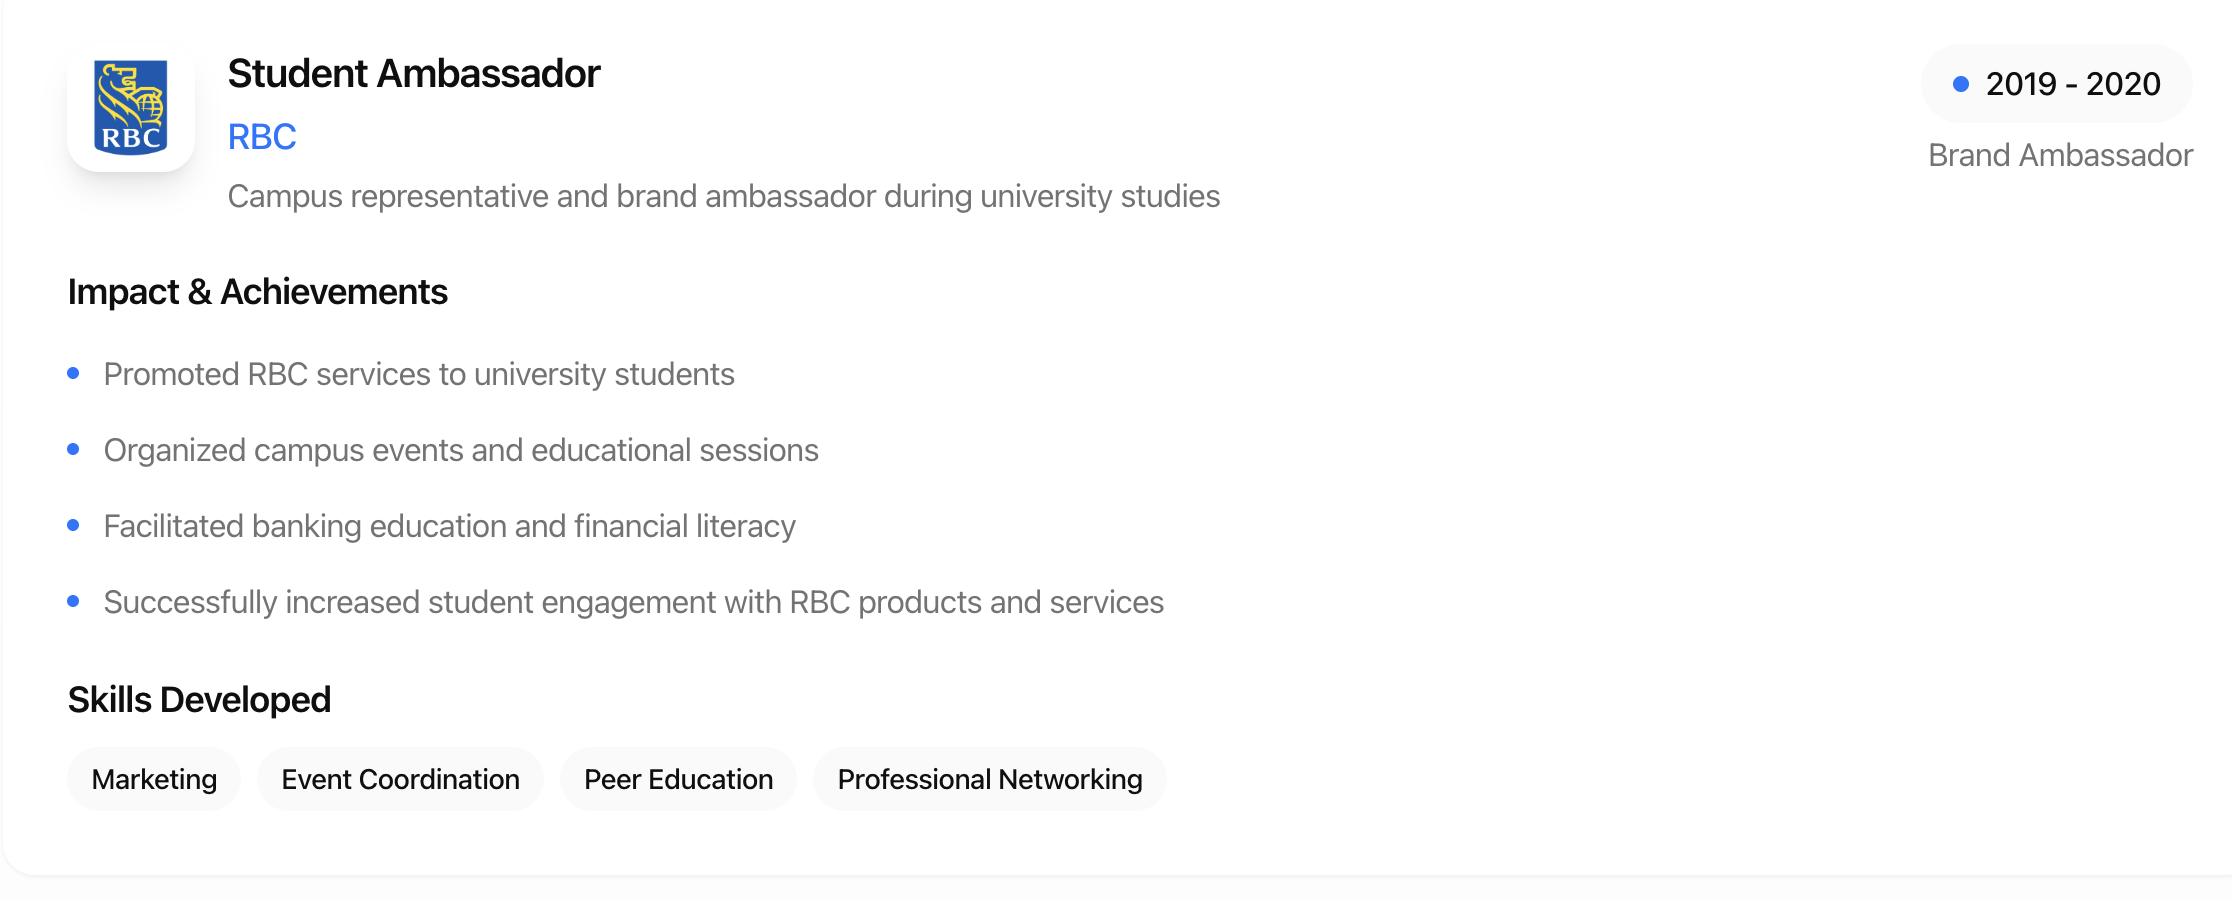 RBC
Student Ambassador
RBC
Campus representative and brand ambassador during university studies
2019 - 2020
Brand Ambassador
Impact & Achievements
Promoted RBC services to university students
Organized campus events and educational sessions
Facilitated banking education and financial literacy
Successfully increased student engagement with RBC products and services
Skills Developed
Marketing
Event Coordination
Peer Education
Professional Networking